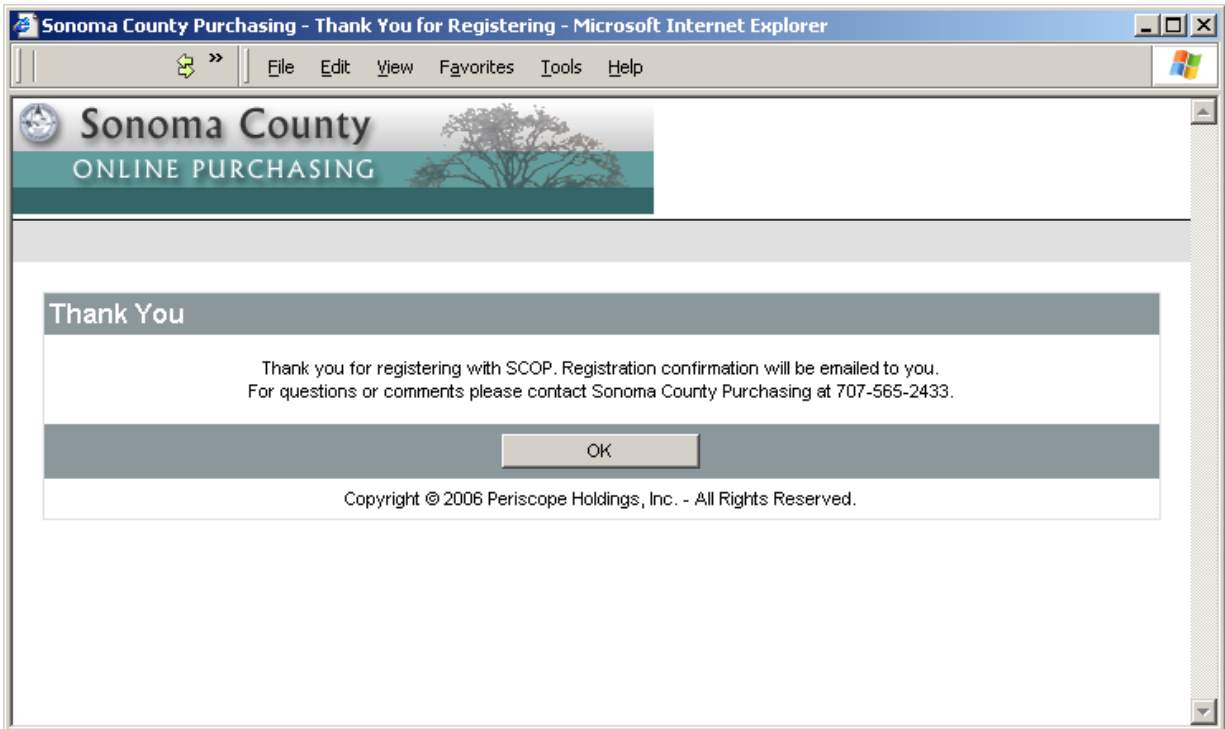 Sonoma County Purchasing - Thank You for Registering - Microsoft Internet Explorer
» File Edit View Favorites Tools Help
Sonoma County
ONLINE PURCHASING
Thank You
Thank you for registering with SCOP. Registration confirmation will be emailed to you.
For questions or comments please contact Sonoma County Purchasing at 707-565-2433.
OK
Copyright © 2006 Periscope Holdings, Inc. - All Rights Reserved.